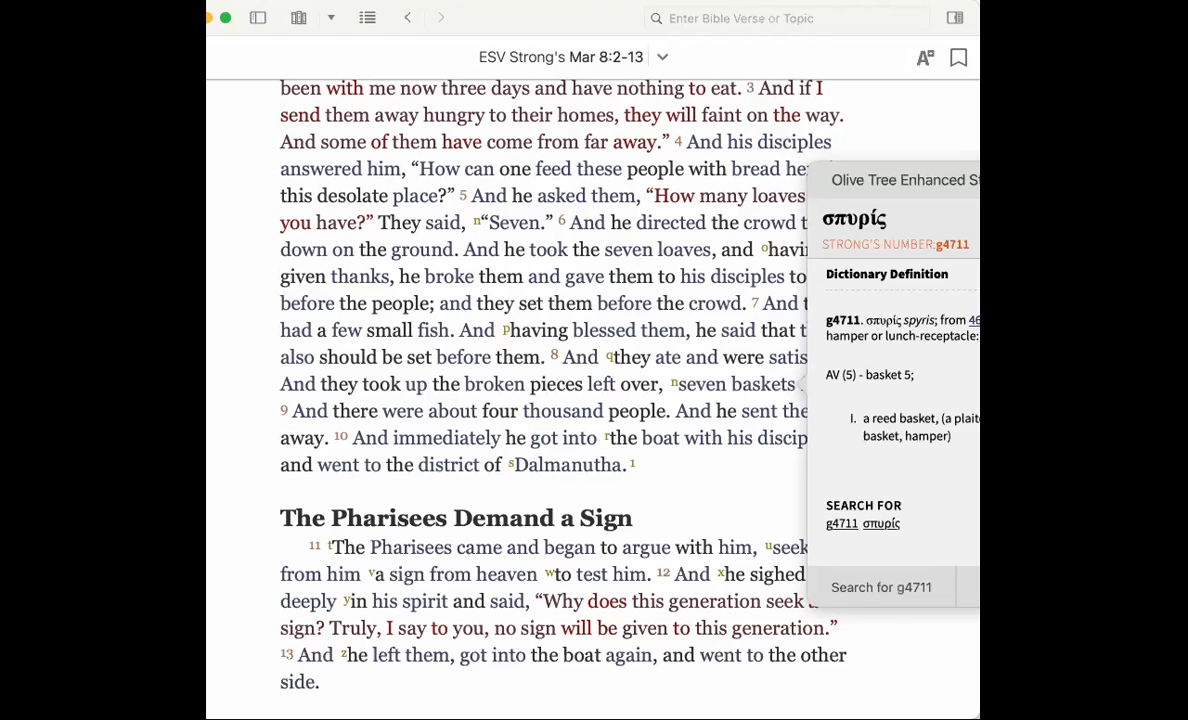 Enter Bible Verse or Topic
ESV Strong's Mar 8:2-13
been with me now three days and have nothing to eat. 3 And if I
send them away hungry to their homes, they will faint on the way.
And some of them have come from far away.” 4 And his disciples
answered him, “How can one feed these people with bread
this desolate place?” 5 And he asked them, “How many loaves
you have?” They said, n“Seven.” 6 And he directed the crowd
down on the ground. And he took the seven loaves, and
given thanks, he broke them and gave them to his disciples to
before the people; and they set them before the crowd. 7 And
had a few small fish. And phaving blessed them, he said that
also should be set before them. 8 And qthey ate and were
And they took up the broken pieces left over, nseven baskets
9 And there were about four thousand people. And he sent
away. 10 And immediately he got into rthe boat with his
and went to the district of sDalmanutha. 1
The Pharisees Demand a Sign
11 tThe Pharisees came and began to argue with him,
from him va sign from heaven wto test him. 12 And xhe sighed
deeply yin his spirit and said, “Why does this generation seek
sign? Truly, I say to you, no sign will be given to this generation.”
13 And zhe left them, got into the boat again, and went to the other
side.
Olive Tree Enhanced
σπυρίς
STRONG'S NUMBER:g4711
Dictionary Definition
g4711. σπυρίς spyris; from
hamper or lunch-receptacle:
AV (5) - basket 5;
I. a reed basket, (a
basket, hamper)
SEARCH FOR
g4711 σπυρίς
Search for g4711